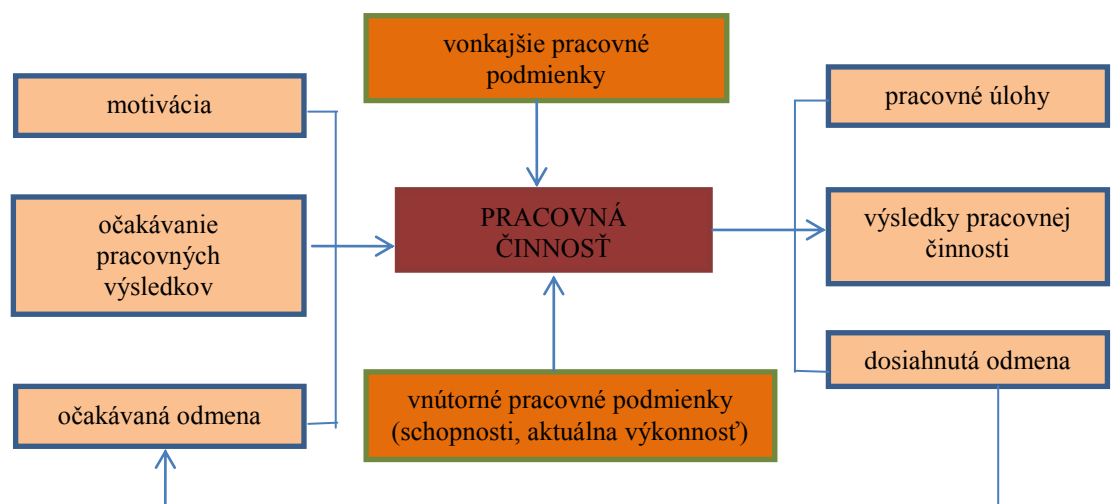 vonkajšie pracovné
podmienky
motivácia
pracovné úlohy
očakávanie
pracovných
výsledkov
PRACOVNÁ
ČINNOSŤ
výsledky pracovnej
činnosti
očakávaná odmena
vnútorné pracovné podmienky
(schopnosti, aktuálna výkonnosť)
dosiahnutá odmena